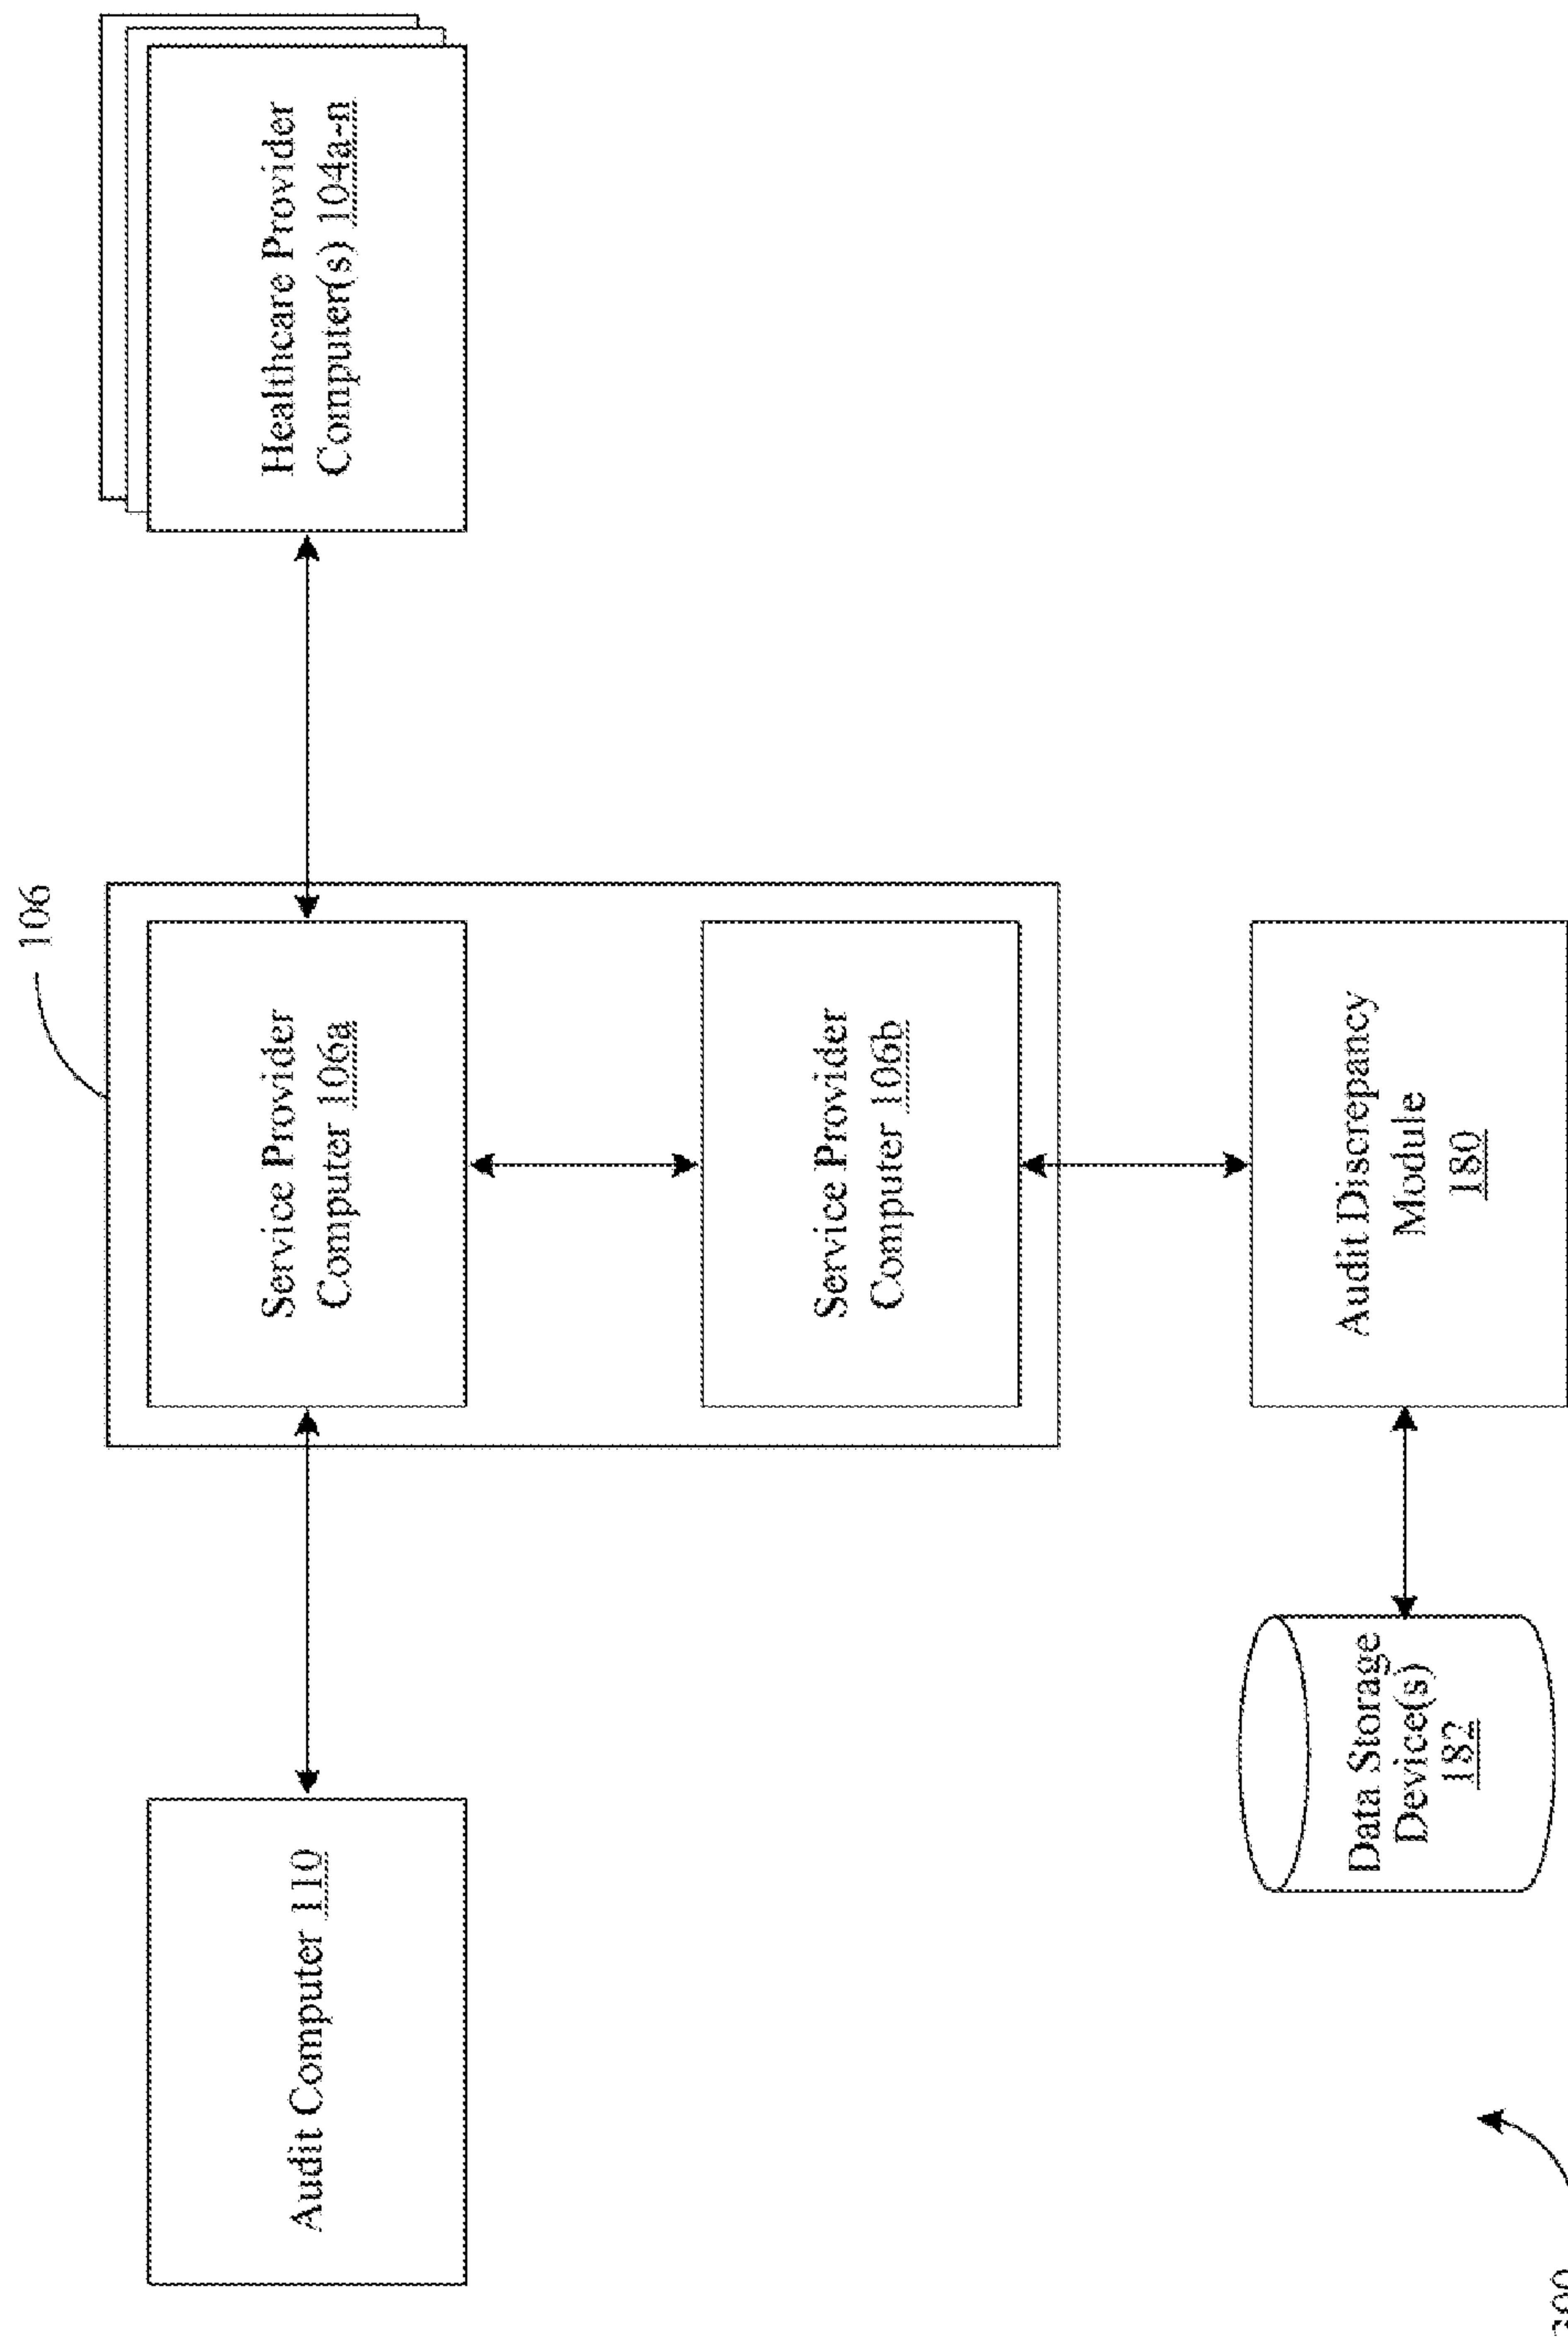 106
Audit Computer 110
Service Provider
Computer 106a
Healthcare Provider
Computer(s) 104a-n
Service Provider
Computer 106b
Data Storage
Device(s)
182
Audit Discrepancy
Module
180